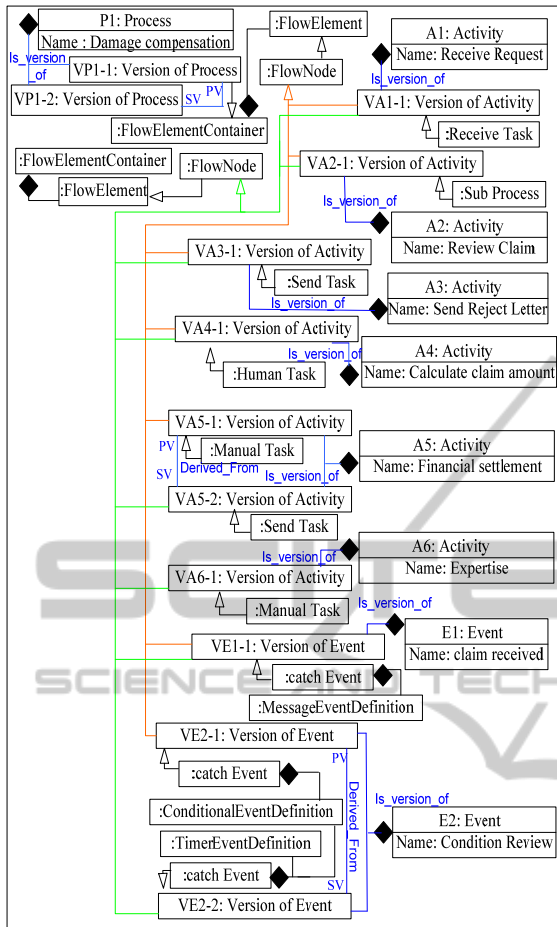 P1: Process
Name : Damage compensation
Is_version_of
VP1-1: Version of Process
PV
VP1-2: Version of Process
SV
:FlowElementContainer
:FlowElement
:FlowNode
A1: Activity
Name: Receive Request
Is_version_of
VA1-1: Version of Activity
:Receive Task
:FlowElementContainer
:FlowNode
:FlowElement
VA2-1: Version of Activity
:Sub Process
Is_version_of
A2: Activity
Name: Review Claim
VA3-1: Version of Activity
:Send Task
Is_version_of
A3: Activity
Name: Send Reject Letter
VA4-1: Version of Activity
Is_version_of
:Human Task
A4: Activity
Name: Calculate claim amount
VA5-1: Version of Activity
PV
:Manual Task
Derived_From
SV
Is_version_of
A5: Activity
Name: Financial settlement
VA5-2: Version of Activity
:Send Task
Is_version_of
A6: Activity
Name: Expertise
VA6-1: Version of Activity
:Manual Task
Is_version_of
VE1-1: Version of Event
E1: Event
Name: claim received
:catch Event
:MessageEventDefinition
SCIENCE AND TECH
VE2-1: Version of Event
PV
:catch Event
Derived_From
:ConditionalEventDefinition
Is_version_of
E2: Event
Name: Condition Review
:TimerEventDefinition
:catch Event
SV
VE2-2: Version of Event